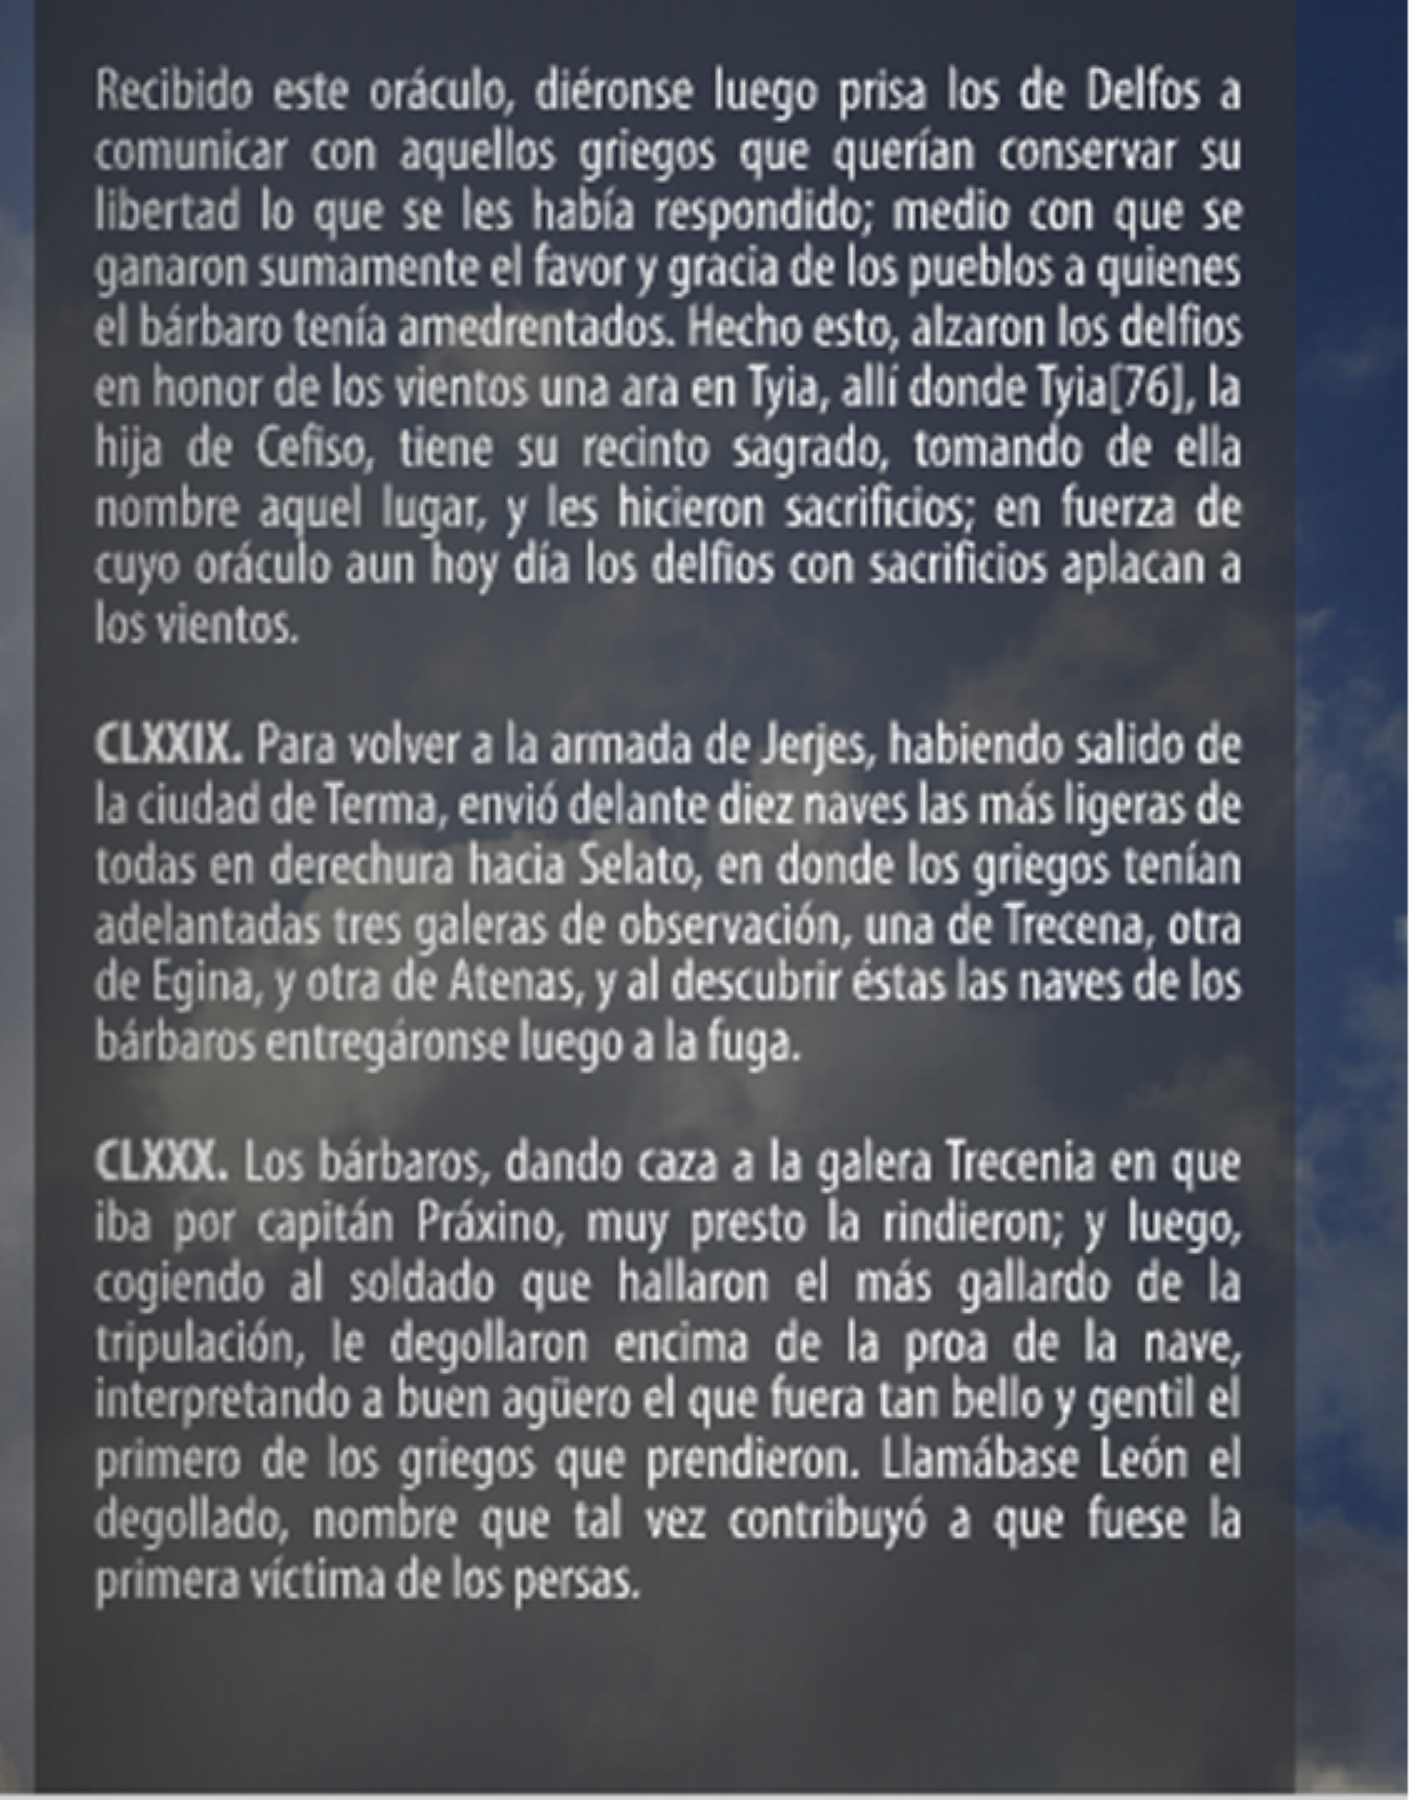 Recibido este oráculo, diéronse luego prisa los de Delfos a
comunicar con aquellos griegos que querían conservar su
libertad lo que se les había respondido; medio con que se
ganaron sumamente el favor y gracia de los pueblos a quienes
el bárbaro tenía amedrentados. Hecho esto, alzaron los delfios
en honor de los vientos una ara en Tyia, allí donde Tyia[76], la
hija de Cefiso, tiene su recinto sagrado, tomando de ella
nombre aquel lugar, y les hicieron sacrificios; en fuerza de
cuyo oráculo aun hoy día los delfios con sacrificios aplacan a
los vientos.
CLXXIX. Para volver a la armada de Jerjes, habiendo salido de
la ciudad de Terma, envió delante diez naves las más ligeras de
todas en derechura hacia Selato, en donde los griegos tenían
adelantadas tres galeras de observación, una de Trecena, otra
de Egina, y otra de Atenas, y al descubrir éstas las naves de los
bárbaros entregáronse luego a la fuga.
CLXXX. Los bárbaros, dando caza a la galera Trecenia en que
iba por capitán Práxino, muy presto la rindieron; y luego,
cogiendo al soldado que hallaron el más gallardo de la
tripulación, le degollaron encima de la proa de la nave,
interpretando a buen agüero el que fuera tan bello y gentil el
primero de los griegos que prendieron. Llamábase León el
degollado, nombre que tal vez contribuyó a que fuese la
primera víctima de los persas.